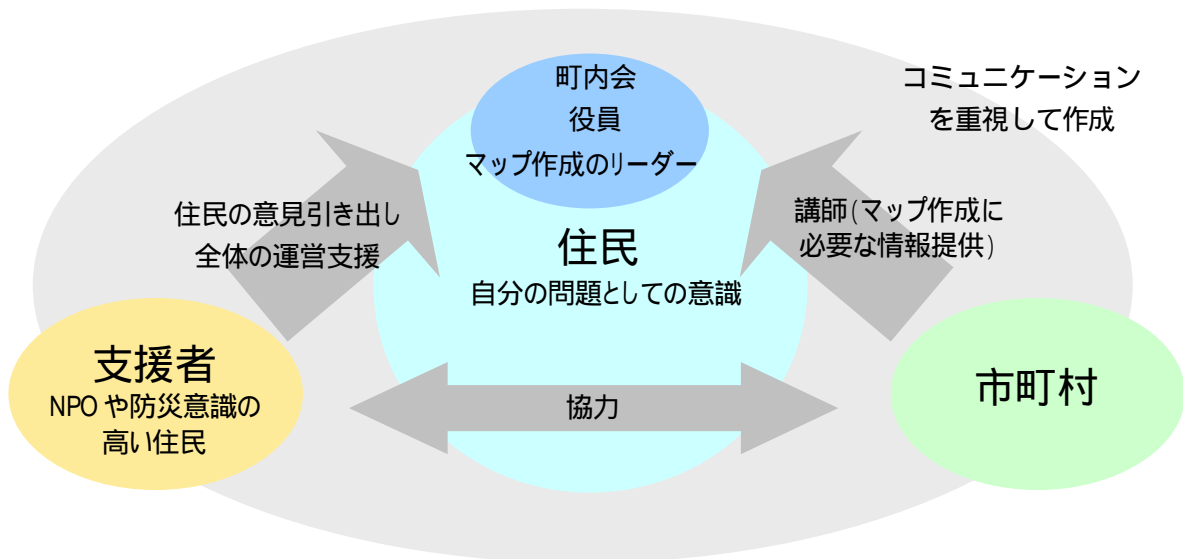 町内会
役員
マップ作成のリーダー
コミュニケーション
を重視して作成
住民の意見引き出し
全体の運営支援
講師(マップ作成に
必要な情報提供)
住民
自分の問題としての意識
支援者
NPO や防災意識の
高い住民
協力
市町村